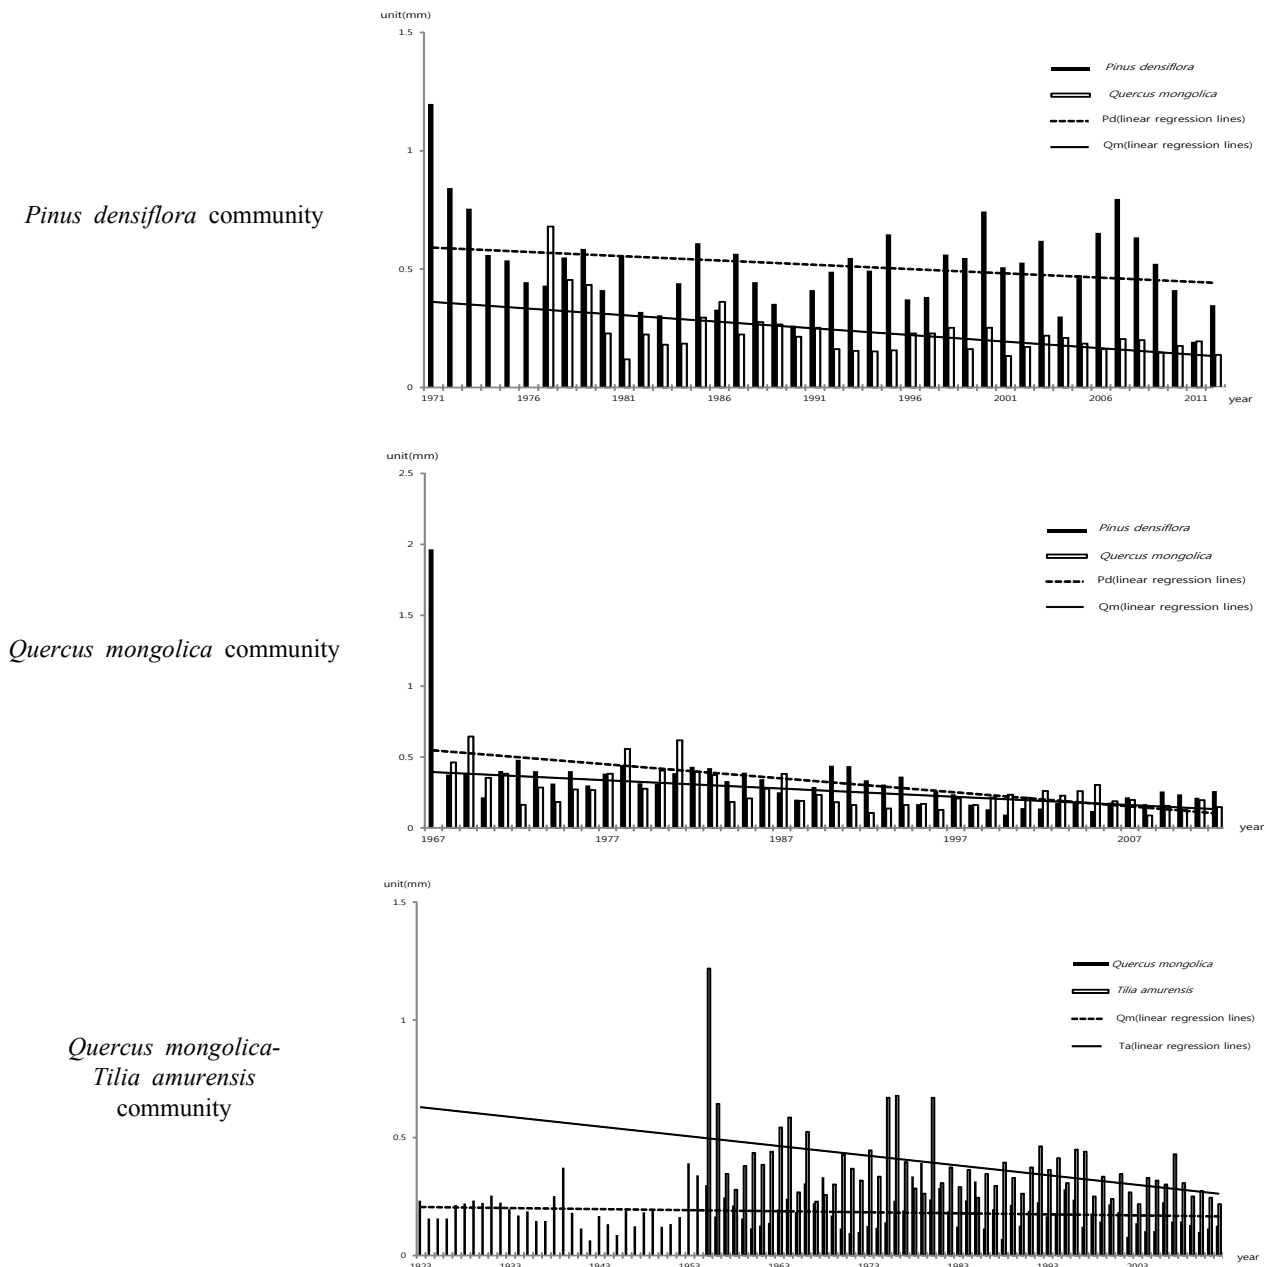 unit(mm)
1.5
1
0.5
0
1971 1976 1981 1986 1991 1996 2001 2006 2011 year
Pinus densiflora
Quercus mongolica
Pd(linear regression lines)
Qm(linear regression lines)
Pinus densiflora community
unit(mm)
2.5
2
1.5
1
0.5
0
1967 1977 1987 1997 2007 year
Pinus densiflora
Quercus mongolica
Pd(linear regression lines)
Qm(linear regression lines)
Quercus mongolica community
unit(mm)
1.5
1
0.5
0
1923 1933 1943 1953 1963 1973 1983 1993 2003 year
Quercus mongolica
Tilia amurensis
Qm(linear regression lines)
Ta(linear regression lines)
Quercus mongolica-
Tilia amurensis
community